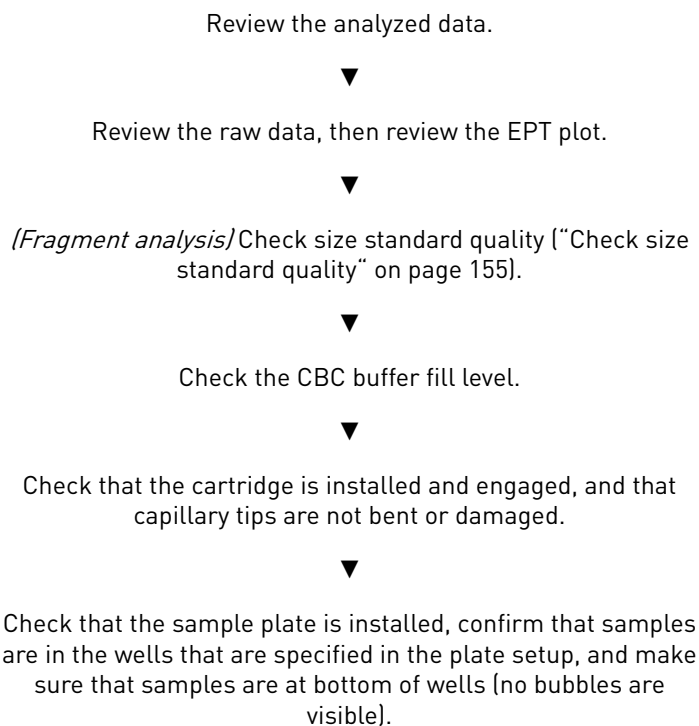 Review the analyzed data.
▼
Review the raw data, then review the EPT plot.
▼
(Fragment analysis) Check size standard quality (“Check size
standard quality“ on page 155).
▼
Check the CBC buffer fill level.
▼
Check that the cartridge is installed and engaged, and that
capillary tips are not bent or damaged.
▼
Check that the sample plate is installed, confirm that samples
are in the wells that are specified in the plate setup, and make
sure that samples are at bottom of wells (no bubbles are
visible).